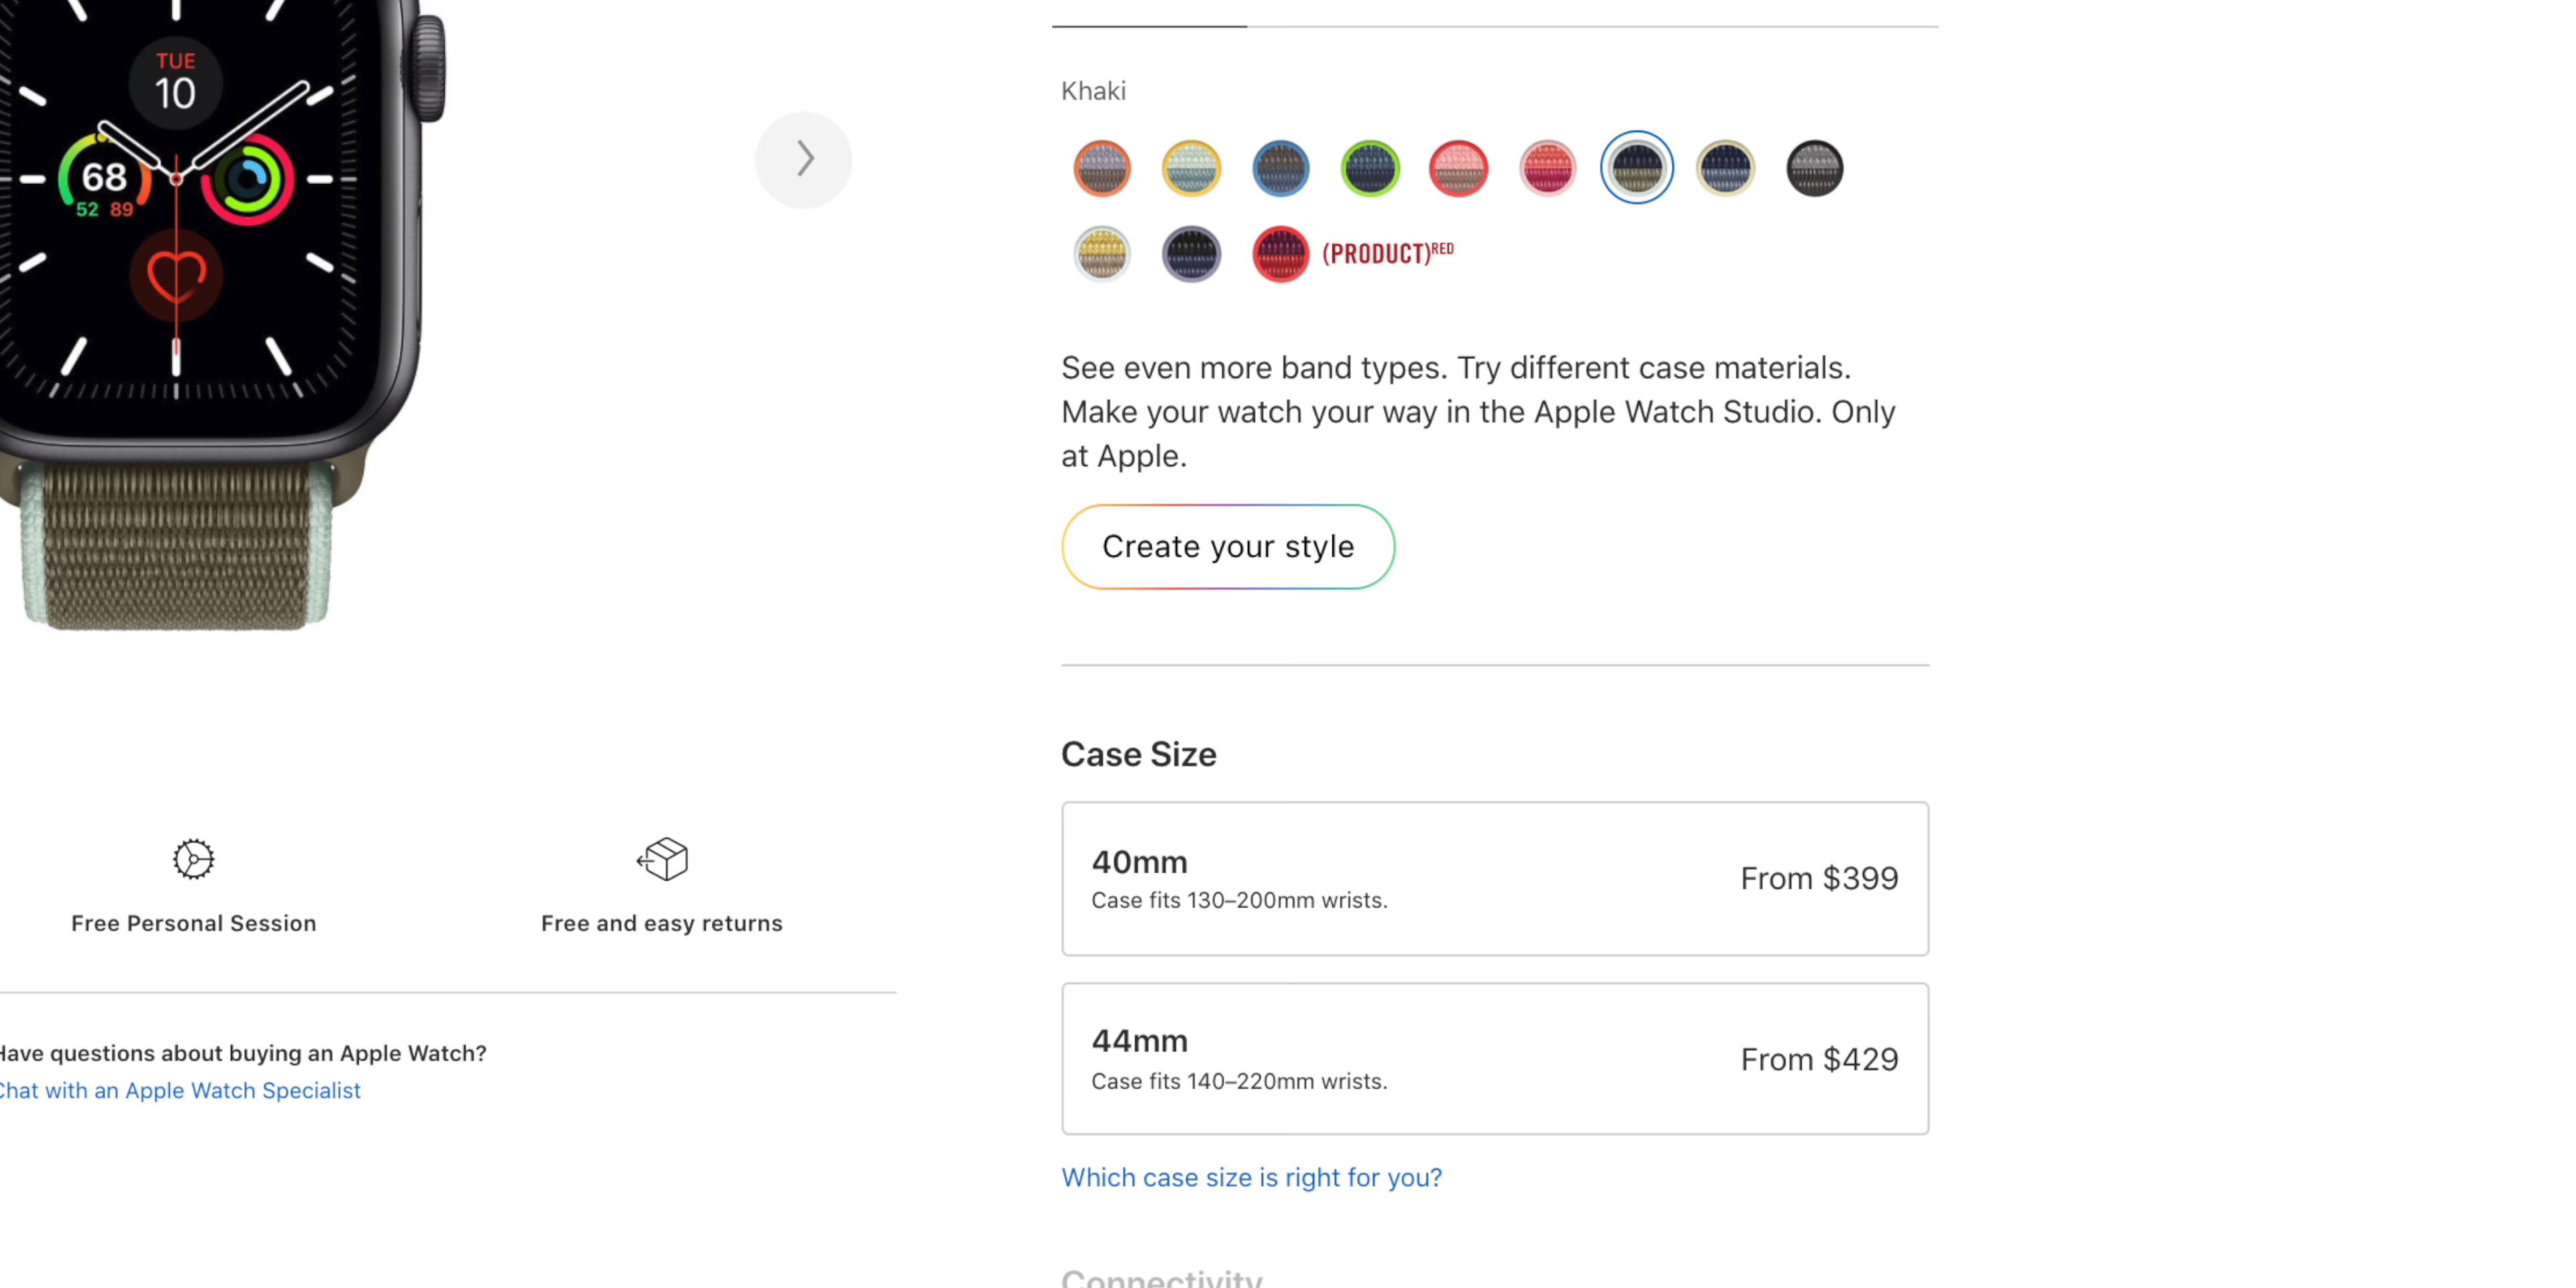 TUE
10
68
52 89
Free Personal Session
Free and easy returns
Have questions about buying an Apple Watch?
Chat with an Apple Watch Specialist
Khaki
(PRODUCT)RED
See even more band types. Try different case materials.
Make your watch your way in the Apple Watch Studio. Only
at Apple.
Create your style
Case Size
40mm
Case fits 130–200mm wrists.
From $399
44mm
Case fits 140–220mm wrists.
From $429
Which case size is right for you?
Connectivity